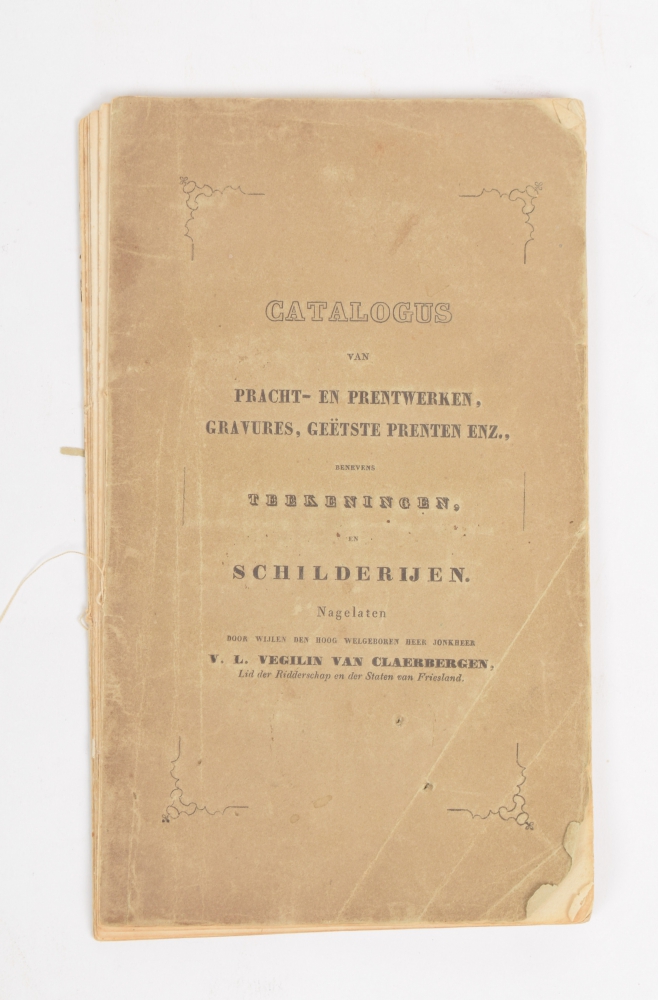 CATALOGUS
VAN
PRACHT- EN PRENTWERKEN,
GRAVURES, GEËTSTE PRENTEN ENZ.,
BENEVENS
TEEKENINGEN,
EN
SCHILDERIJEN.
Nagelaten
DOOR WIJLEN DEN HOOG WELGEBOREN HEER JONKHEER
V. L. VEGILIN VAN CLAERBERGEN,
Lid der Ridderschap en der Staten van Friesland.